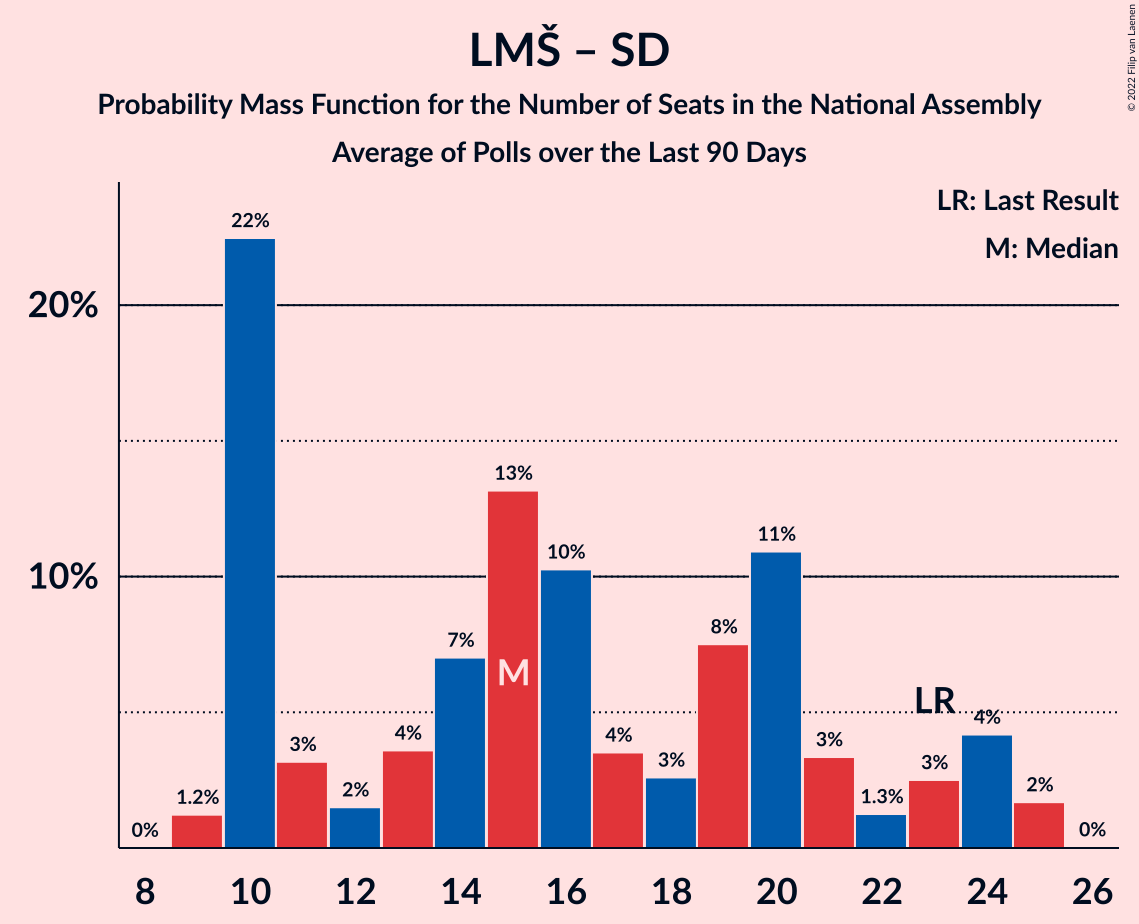 LMŠ – SD
Probability Mass Function for the Number of Seats in the National Assembly
Average of Polls over the Last 90 Days
© 2022 Filip van Laenen
LR: Last Result
M: Median
20%
10%
0%
1.2%
22%
3%
2%
4%
7%
13%
10%
4%
3%
8%
11%
3%
1.3%
3%
4%
2%
0%
M
LR
8 10 12 14 16 18 20 22 24 26